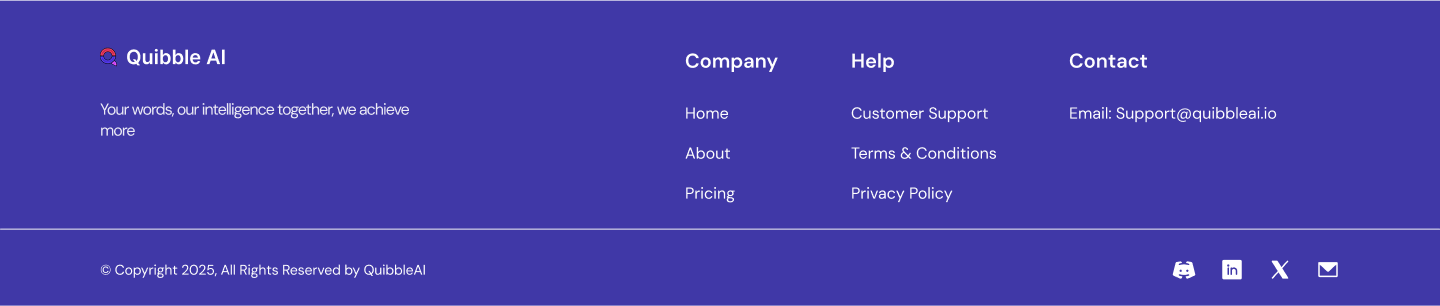 Quibble AI
Your words, our intelligence together, we achieve
more
Company
Home
About
Pricing
Help
Customer Support
Terms & Conditions
Privacy Policy
Contact
Email: Support@quibbleai.io
© Copyright 2025, All Rights Reserved by QuibbleAI
in
X